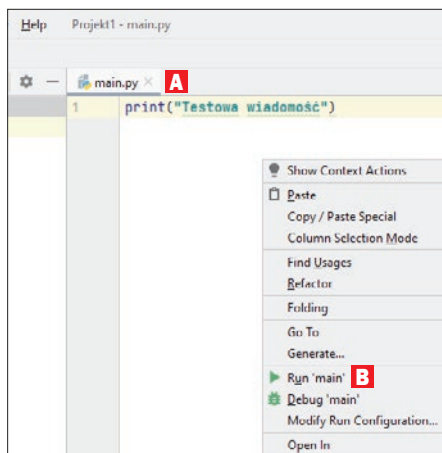 Help Projekt1 - main.py
main.py A
1 print("Testowa wiadomość")
Show Context Actions
Paste
Copy / Paste Special
Column Selection Mode
Find Usages
Refactor
Folding
Go To
Generate...
Run 'main' B
Debug 'main'
Modify Run Configuration...
Open In